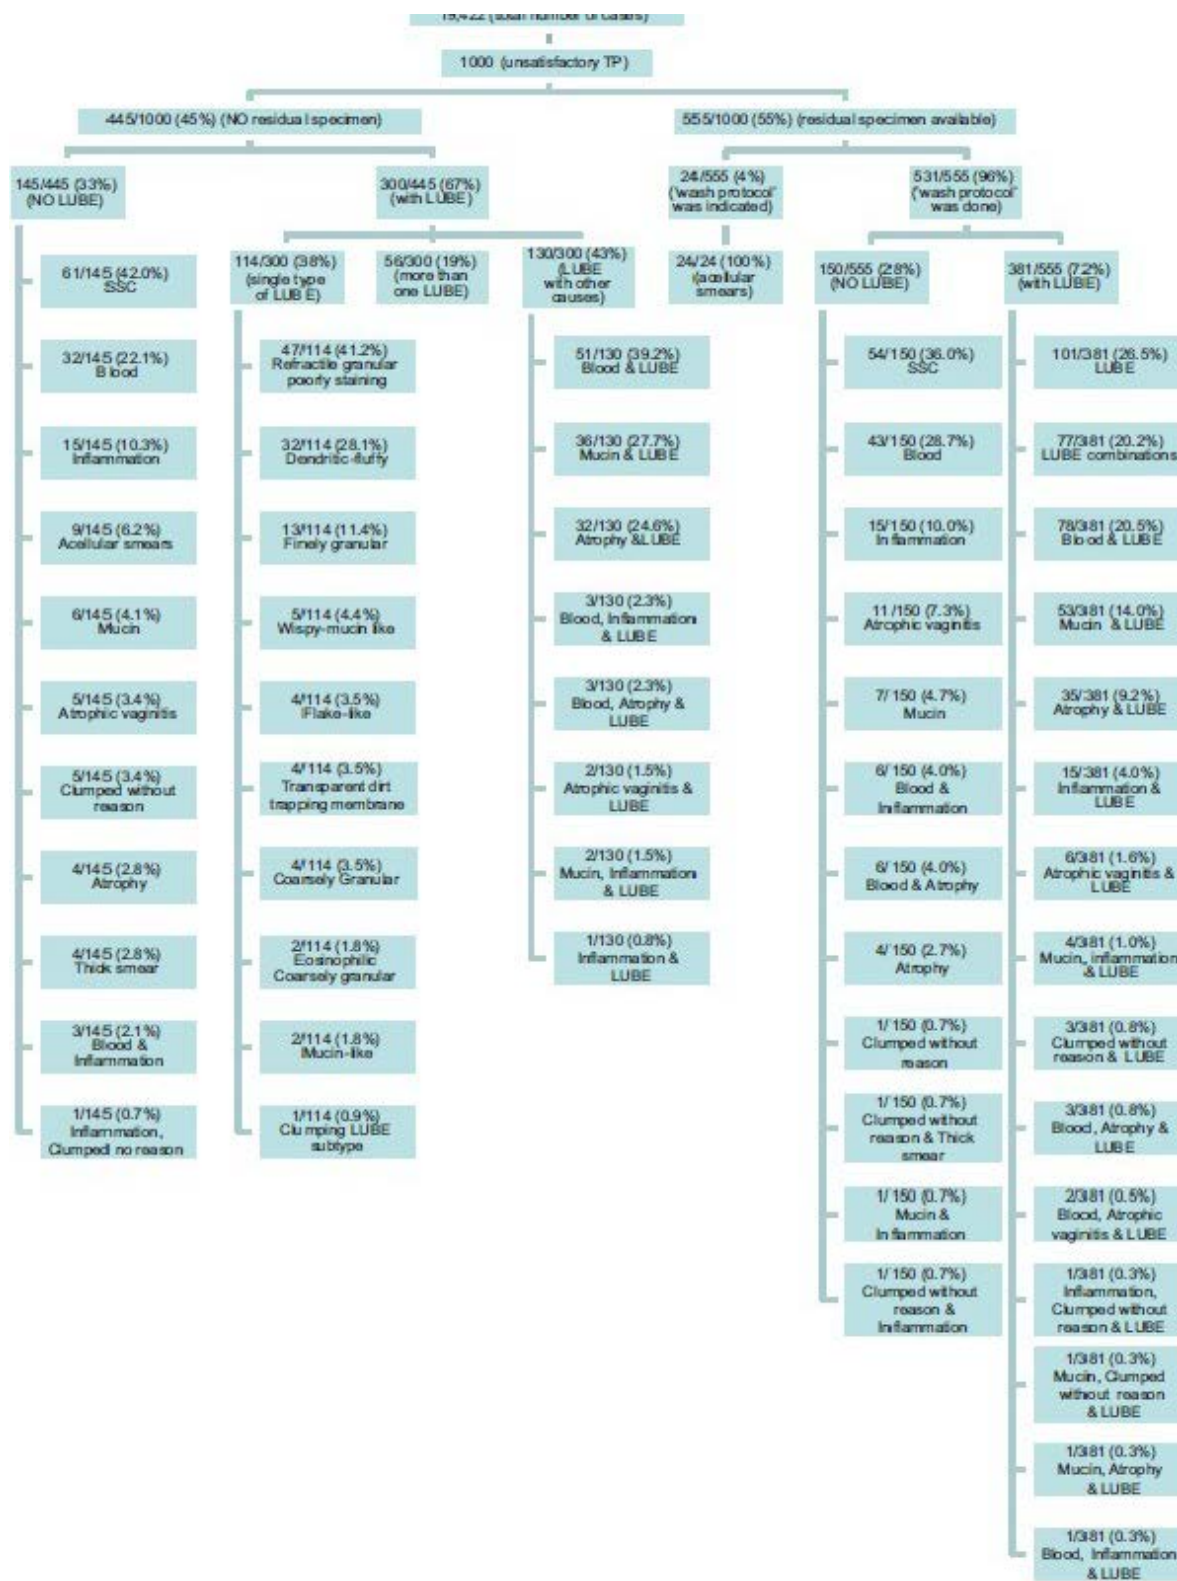 19,422 (total number of cases)
1000 (unsatisfactory TP)
445/1000 (45%) (NO residual specimen)
555/1000 (55%) (residual specimen available)
145/445 (33%)
(NO LUBE)
300/445 (67%)
(with LUBE)
24/555 (4%)
('wash protocol'
was indicated)
531/555 (96%)
('wash protocol'
was done)
114/300 (38%)
(single type
of LUBE)
56/300 (19%)
(more than
one LUBE)
130/300 (43%)
(LUBE
with other
causes)
24/24 (100%)
(acellular
smears)
150/555 (28%)
(NO LUBE)
381/555 (72%)
(with LUBE)
61/145 (42.0%)
SSC
32/145 (22.1%)
Blood
15/145 (10.3%)
Inflammation
9/145 (6.2%)
Acellular smears
6/145 (4.1%)
Mucin
5/145 (3.4%)
Atrophic vaginitis
5/145 (3.4%)
Clumped without
reason
4/145 (2.8%)
Atrophy
4/145 (2.8%)
Thick smear
3/145 (2.1%)
Blood &
Inflammation
1/145 (0.7%)
Inflammation,
Clumped no reason
47/114 (41.2%)
Refractile granular
poorly staining
32/114 (28.1%)
Dendritic-fluffy
13/114 (11.4%)
Finely granular
5/114 (4.4%)
Wispy-mucin like
4/114 (3.5%)
Flake-like
4/114 (3.5%)
Transparent dirt
trapping membrane
4/114 (3.5%)
Coarsely Granular
2/114 (1.8%)
Eosinophilic
Coarsely granular
2/114 (1.8%)
Mucin-like
1/114 (0.9%)
Clumping LUBE
subtype
51/130 (39.2%)
Blood & LUBE
36/130 (27.7%)
Mucin & LUBE
32/130 (24.6%)
Atrophy &LUBE
3/130 (2.3%)
Blood, Inflammation
& LUBE
3/130 (2.3%)
Blood, Atrophy &
LUBE
2/130 (1.5%)
Atrophic vaginitis &
LUBE
2/130 (1.5%)
Mucin, Inflammation
& LUBE
1/130 (0.8%)
Inflammation &
LUBE
54/150 (36.0%)
SSC
43/150 (28.7%)
Blood
15/150 (10.0%)
Inflammation
11/150 (7.3%)
Atrophic vaginitis
7/150 (4.7%)
Mucin
6/150 (4.0%)
Blood &
Inflammation
6/150 (4.0%)
Blood & Atrophy
4/150 (2.7%)
Atrophy
1/150 (0.7%)
Clumped without
reason
1/150 (0.7%)
Clumped without
reason & Thick
smear
1/150 (0.7%)
Mucin &
Inflammation
1/150 (0.7%)
Clumped without
reason &
Inflammation
101/381 (26.5%)
LUBE
77/381 (20.2%)
LUBE combinations
78/381 (20.5%)
Blood & LUBE
53/381 (14.0%)
Mucin & LUBE
35/381 (9.2%)
Atrophy & LUBE
15/381 (4.0%)
Inflammation &
LUBE
6/381 (1.6%)
Atrophic vaginitis &
LUBE
4/381 (1.0%)
Mucin, inflammation
& LUBE
3/381 (0.8%)
Clumped without
reason & LUBE
3/381 (0.8%)
Blood, Atrophy &
LUBE
2/381 (0.5%)
Blood, Atrophic
vaginitis & LUBE
1/381 (0.3%)
Inflammation,
Clumped without
reason & LUBE
1/381 (0.3%)
Mucin, Clumped
without reason
& LUBE
1/381 (0.3%)
Mucin, Atrophy
& LUBE
1/381 (0.3%)
Blood, Inflammation
& LUBE